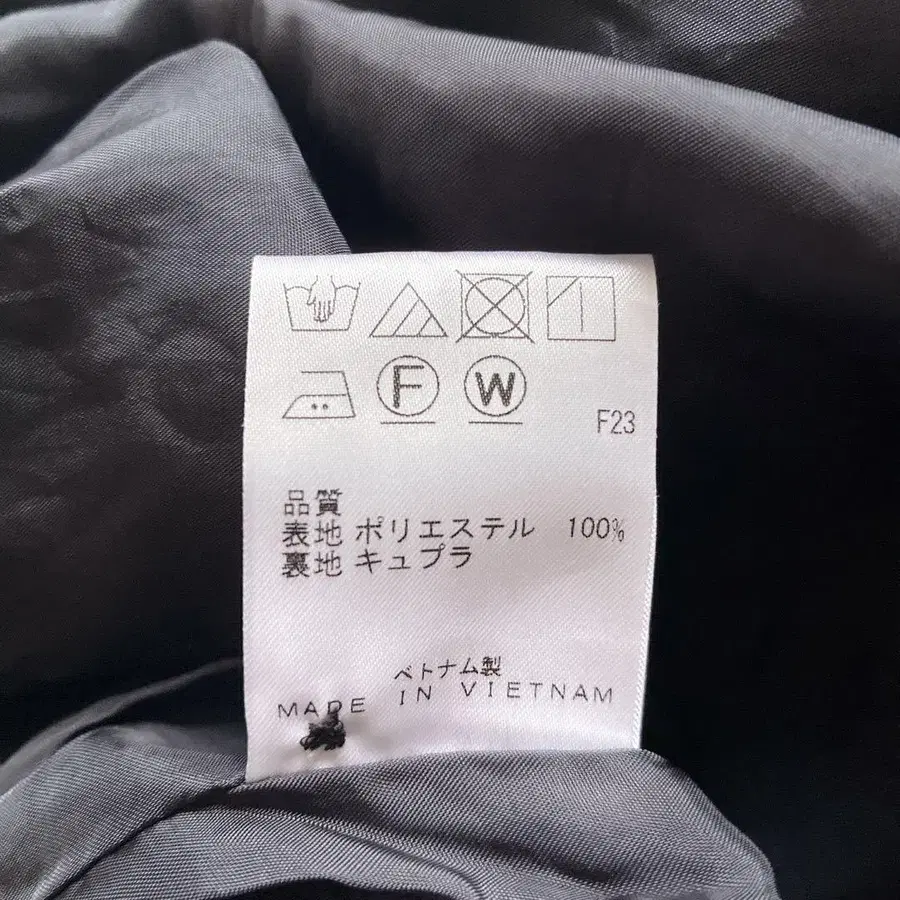 F W
F23
品質
表地 ポリエステル 100%
裏地 キュプラ
ベトナム製
MADE IN VIETNAM